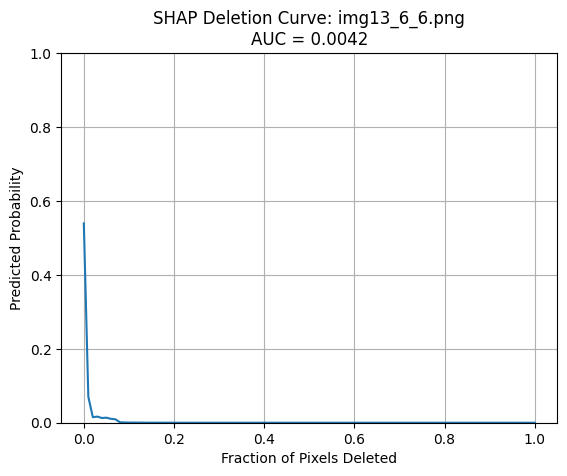 SHAP Deletion Curve: img13_6_6.png
AUC = 0.0042
1.0
0.8
0.6
0.4
0.2
0.0
Predicted Probability
0.0 0.2 0.4 0.6 0.8 1.0
Fraction of Pixels Deleted